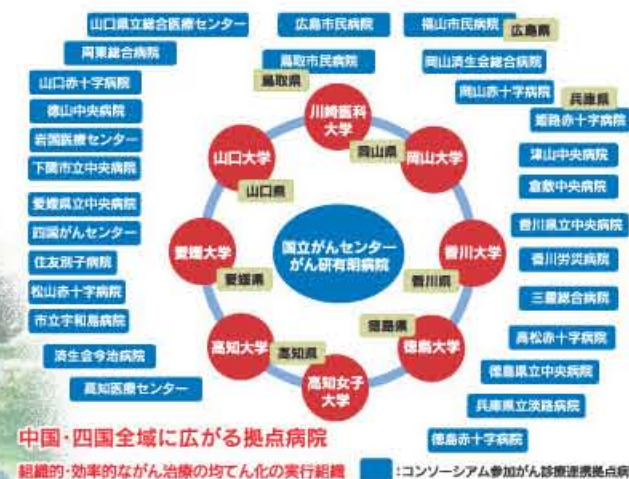 山口県立総合医療センター
広島市民病院
福山市民病院
広島県
周東総合病院
鳥取市民病院
岡山済生会総合病院
鳥取県
山口赤十字病院
岡山赤十字病院
兵庫県
川崎医科
大学
姫路赤十字病院
徳山中央病院
岩国医療センター
山口大学
岡山県
岡山大学
津山中央病院
下関市立中央病院
山口県
倉敷中央病院
愛媛県立中央病院
香川県立中央病院
四国がんセンター
愛媛大学
国立がんセンター
がん研有明病院
香川大学
香川労災病院
住友別子病院
愛媛県
香川県
松山赤十字病院
三豊総合病院
市立宇和島病院
徳島県
高松赤十字病院
済生会今治病院
高知大学
高知県
徳島大学
徳島県立中央病院
高知医療センター
高知女子
大学
兵庫県立淡路病院
徳島赤十字病院
中国・四国全域に広がる拠点病院
組織的・効率的ながん治療の均てん化の実行組織
:コンソーシアム参加がん診療連携拠点病